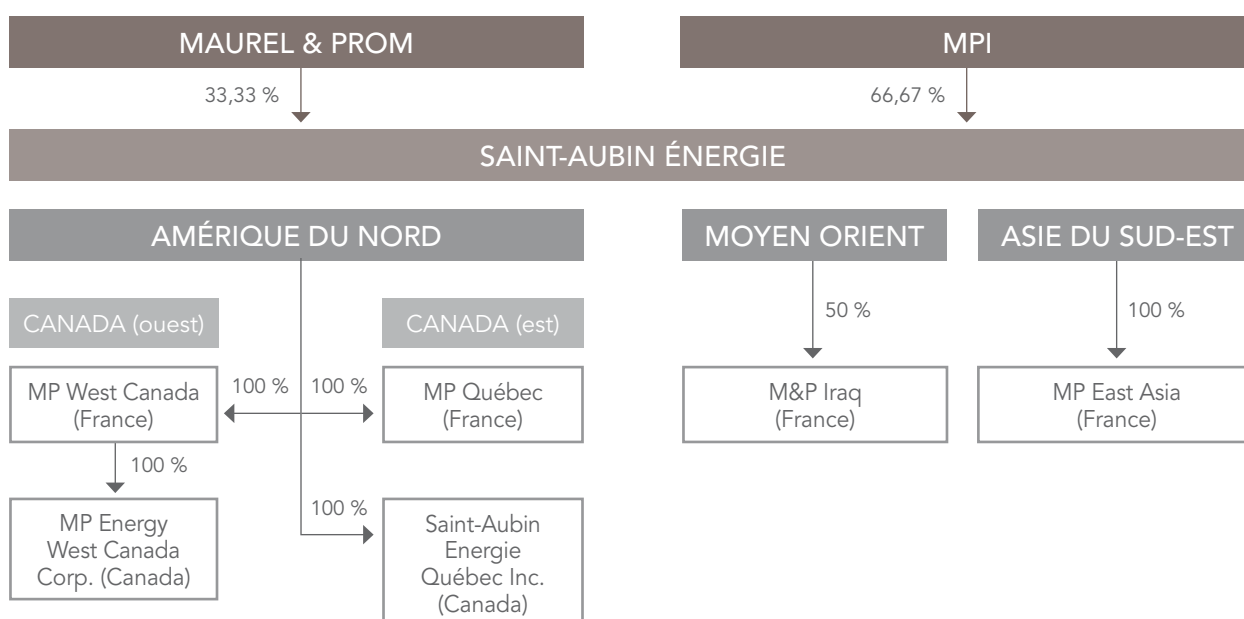 MAUREL & PROM
MPI
33,33 %
66,67 %
SAINT-AUBIN ÉNERGIE
AMÉRIQUE DU NORD
MOYEN ORIENT
ASIE DU SUD-EST
50 %
100 %
CANADA (ouest)
CANADA (est)
MP West Canada
(France)
100 %
100 %
MP Québec
(France)
M&P Iraq
(France)
MP East Asia
(France)
100 %
100 %
MP Energy
West Canada
Corp. (Canada)
Saint-Aubin
Energie
Québec Inc.
(Canada)